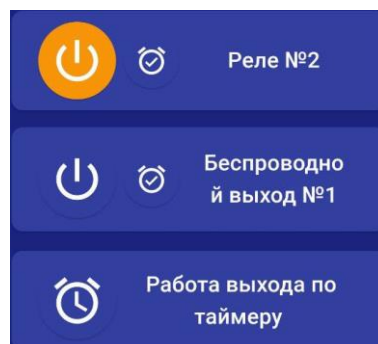 Реле №2
Беспроводно
й выход №1
Работа выхода по
таймеру